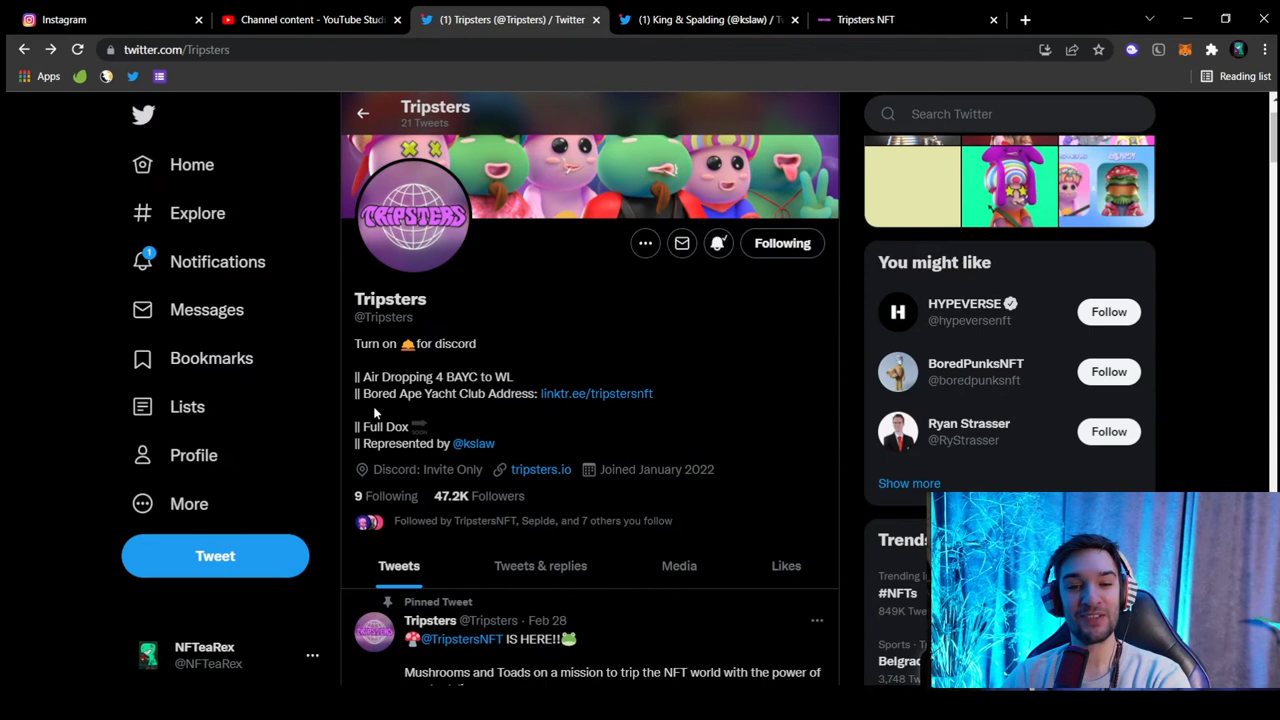 Instagram
Channel content - YouTube Studi
(1) Tripsters (@Tripsters) / Twitter
(1) King & Spalding (@kslaw) / Tw
Tripsters NFT
twitter.com/Tripsters
Apps
Reading list
Tripsters
21 Tweets
Search Twitter
Home
Explore
Notifications
1
Messages
Bookmarks
Lists
Profile
More
Tweet
NFTeaRex
@NFTeaRex
TRIPSTERS
Following
Tripsters
@Tripsters
Turn on 🛎for discord
|| Air Dropping 4 BAYC to WL
|| Bored Ape Yacht Club Address: linktr.ee/tripstersnft
|| Full Dox 🔜
|| Represented by @kslaw
Discord: Invite Only tripsters.io Joined January 2022
9 Following 47.2K Followers
Followed by TripstersNFT, Sepide, and 7 others you follow
Tweets Tweets & replies Media Likes
Pinned Tweet
Tripsters @Tripsters · Feb 28
🍄@TripstersNFT IS HERE!!🐸
Mushrooms and Toads on a mission to trip the NFT world with the power of
You might like
HYPEVERSE
@hypeversenft
Follow
BoredPunksNFT
@boredpunksnft
Follow
Ryan Strasser
@RyStrasser
Follow
Show more
Trends
#NFTs
849K Tw
Sports ·
Belgrad